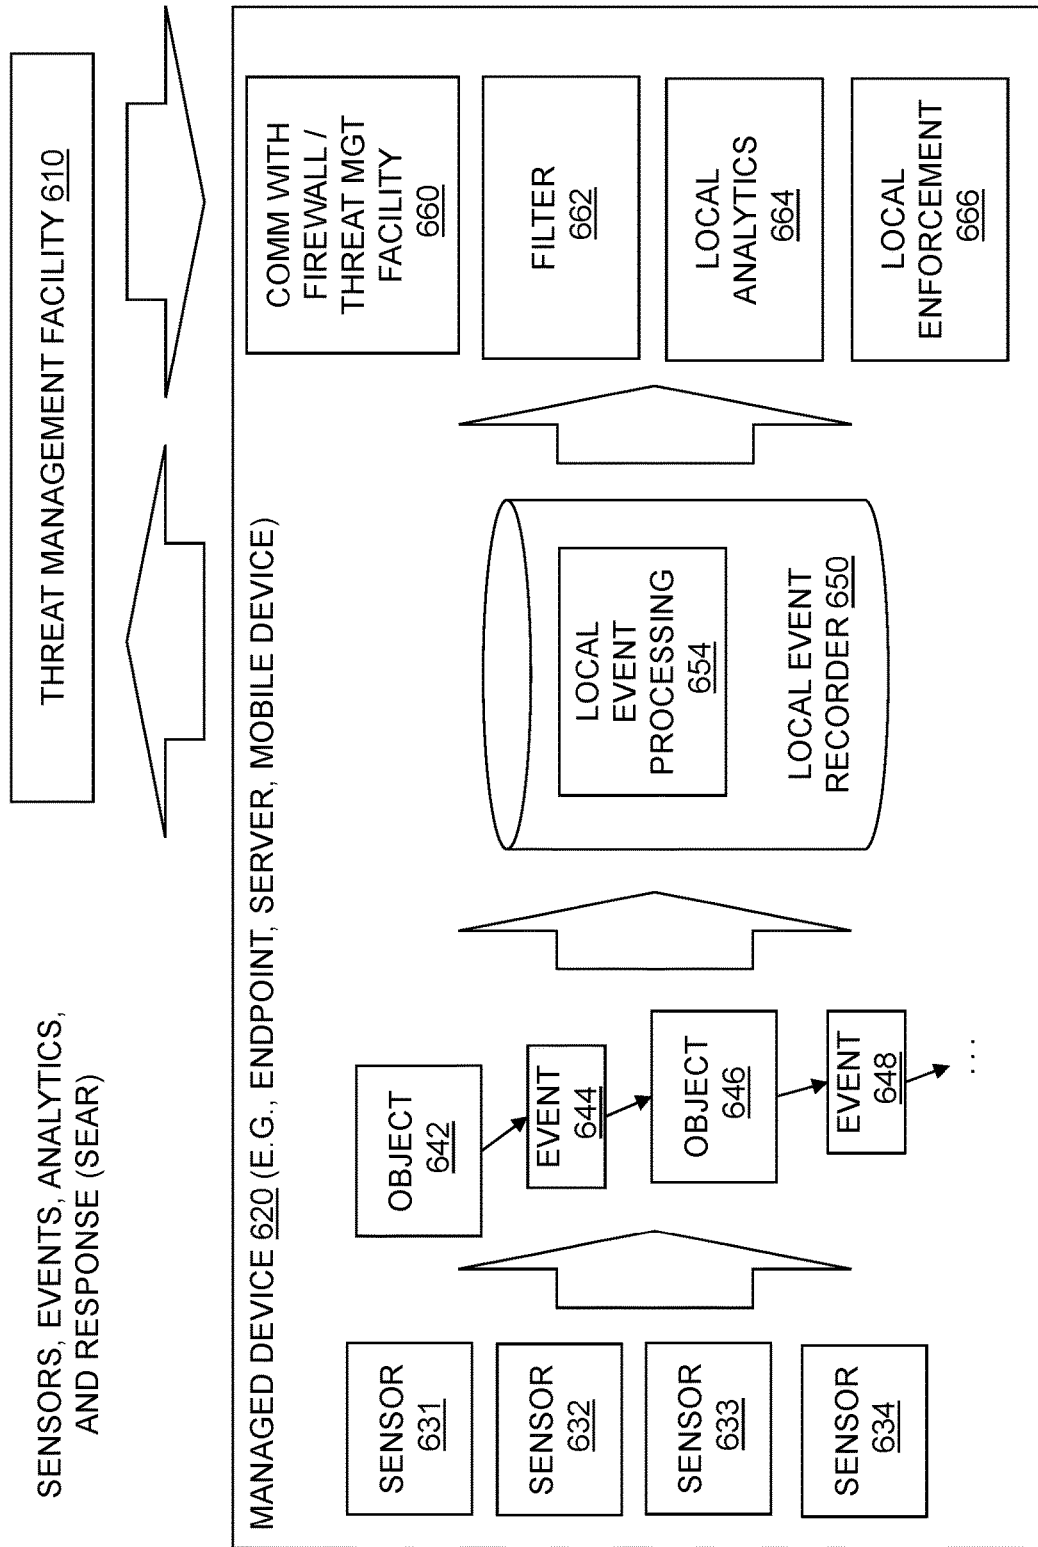 SENSORS, EVENTS, ANALYTICS,
AND RESPONSE (SEAR)
THREAT MANAGEMENT FACILITY 610
MANAGED DEVICE 620 (E.G., ENDPOINT, SERVER, MOBILE DEVICE)
SENSOR
631
SENSOR
632
SENSOR
633
SENSOR
634
OBJECT
642
EVENT
644
OBJECT
646
EVENT
648
...
LOCAL
EVENT
PROCESSING
654
LOCAL EVENT
RECORDER 650
COMM WITH
FIREWALL /
THREAT MGT
FACILITY
660
FILTER
662
LOCAL
ANALYTICS
664
LOCAL
ENFORCEMENT
666